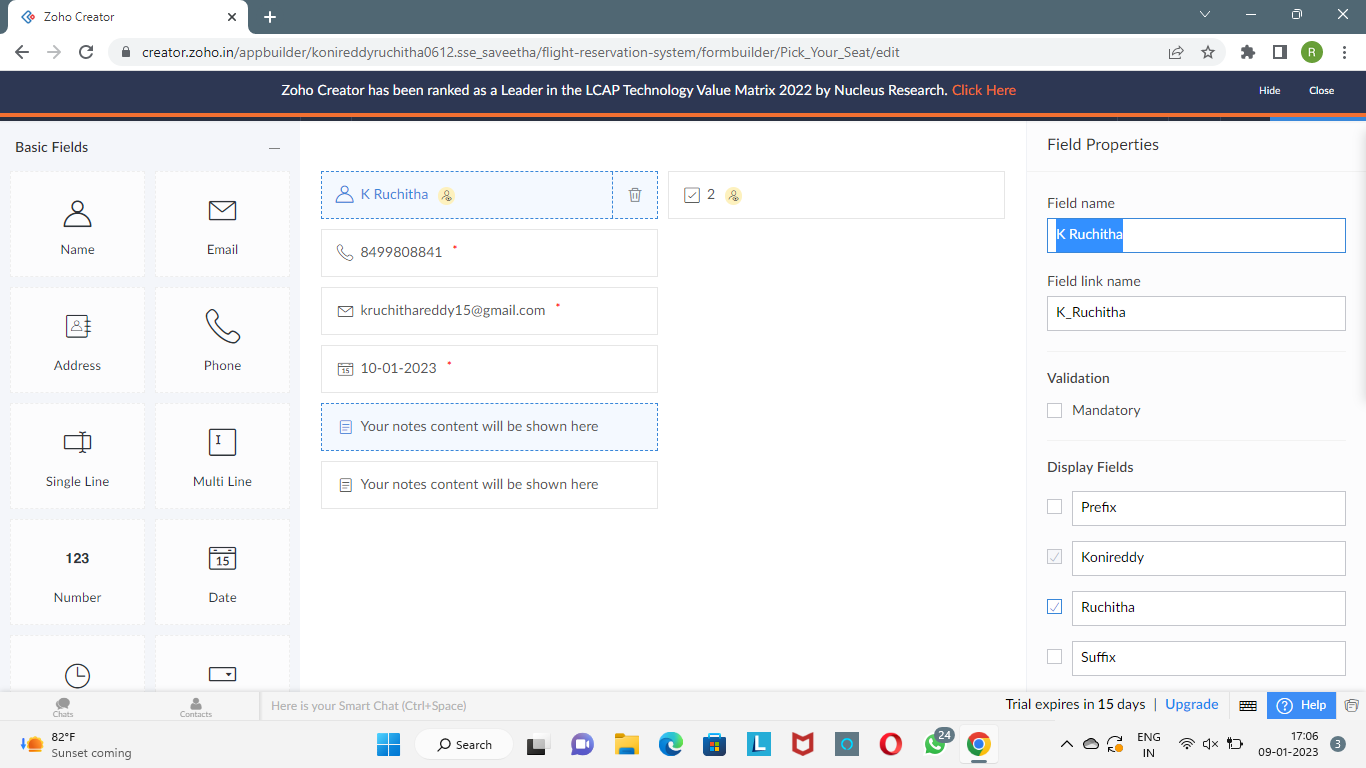 Zoho Creator
creator.zoho.in/appbuilder/konireddyruchitha0612.sse_saveetha/flight-reservation-system/formbuilder/Pick_Your_Seat/edit
R
Zoho Creator has been ranked as a Leader in the LCAP Technology Value Matrix 2022 by Nucleus Research. Click Here
Hide
Close
Basic Fields
Name
Email
Address
Phone
Single Line
Multi Line
123
Number
15
Date
K Ruchitha
2
8499808841 *
kruchithareddy15@gmail.com *
15
10-01-2023 *
Your notes content will be shown here
Your notes content will be shown here
Field Properties
Field name
K Ruchitha
Field link name
K_Ruchitha
Validation
Mandatory
Display Fields
Prefix
Konireddy
Ruchitha
Suffix
Chats
Contacts
Here is your Smart Chat (Ctrl+Space)
Trial expires in 15 days | Upgrade
Help
82°F
Sunset coming
Search
L
24
ENG
IN
17:06
09-01-2023
3